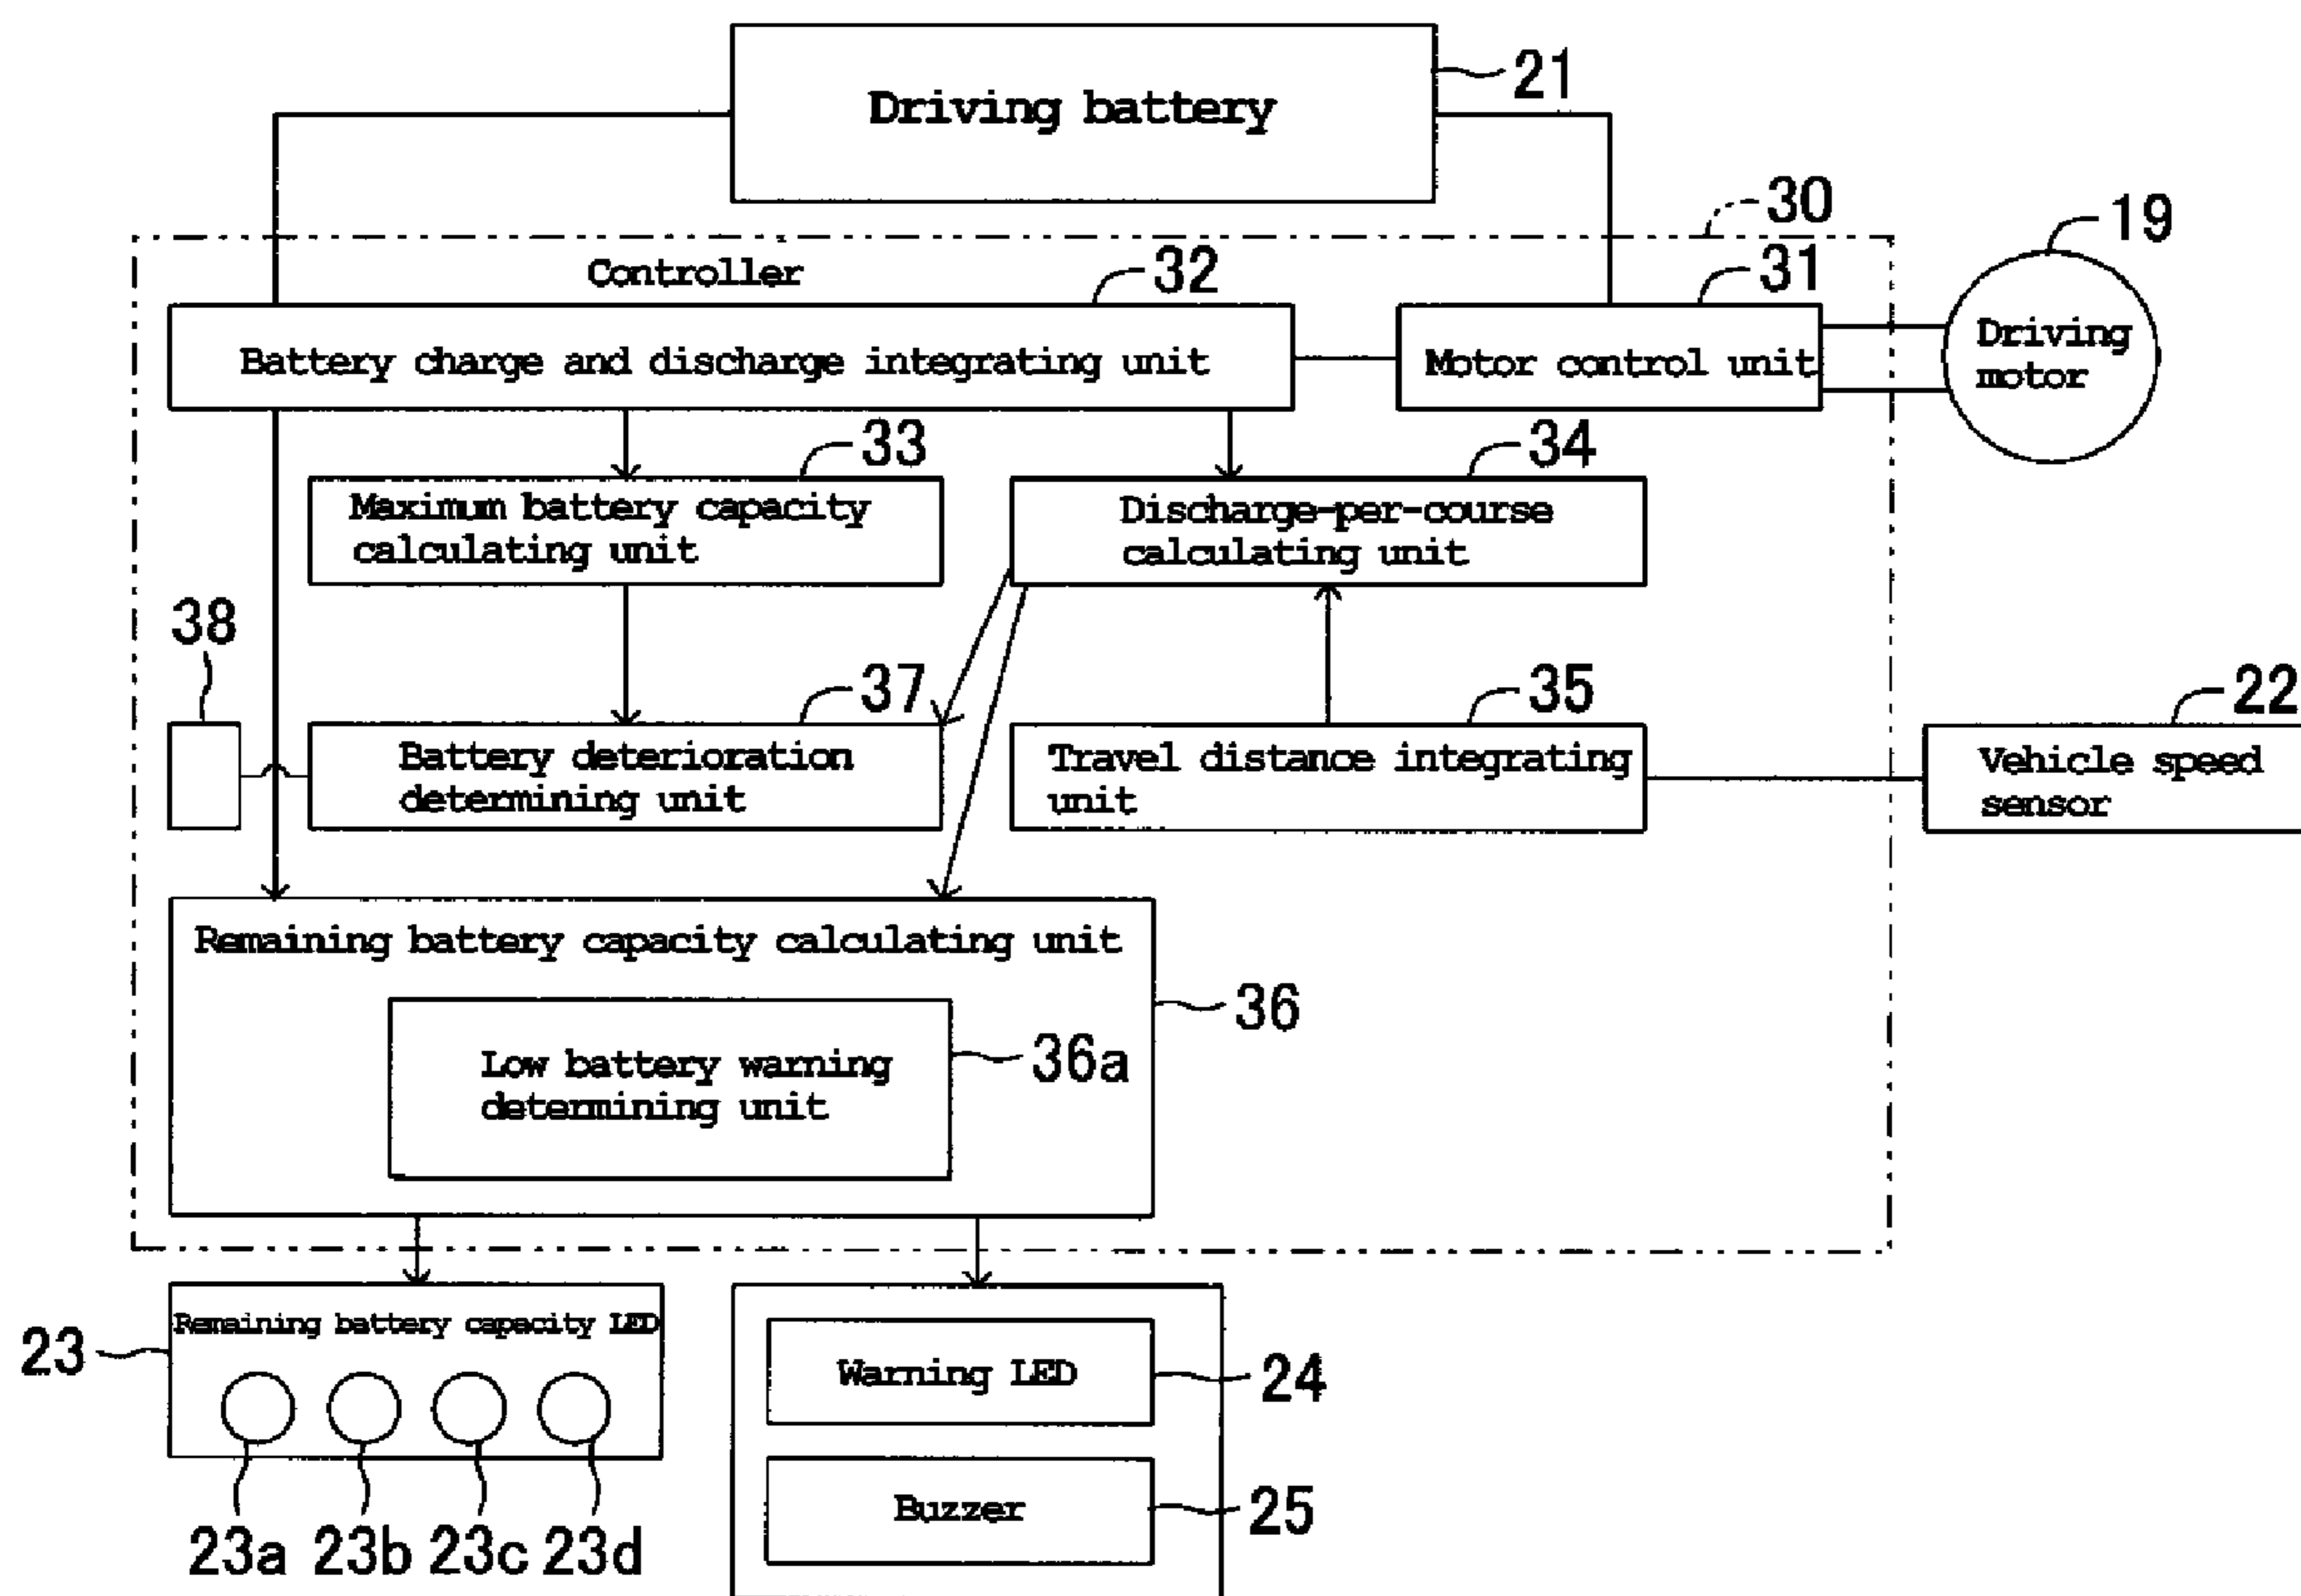 Driving battery
21
30
19
Controller
32
31
Battery charge and discharge integrating unit
Motor control unit
Driving
motor
33
34
Maximum battery capacity
calculating unit
Discharge-per-course
calculating unit
38
37
35
22
Battery deterioration
determining unit
Travel distance integrating
unit
Vehicle speed
sensor
Remaining battery capacity calculating unit
36
Low battery warning
determining unit
36a
Remaining battery capacity LED
23
23a 23b 23c 23d
Warning LED
24
Buzzer
25